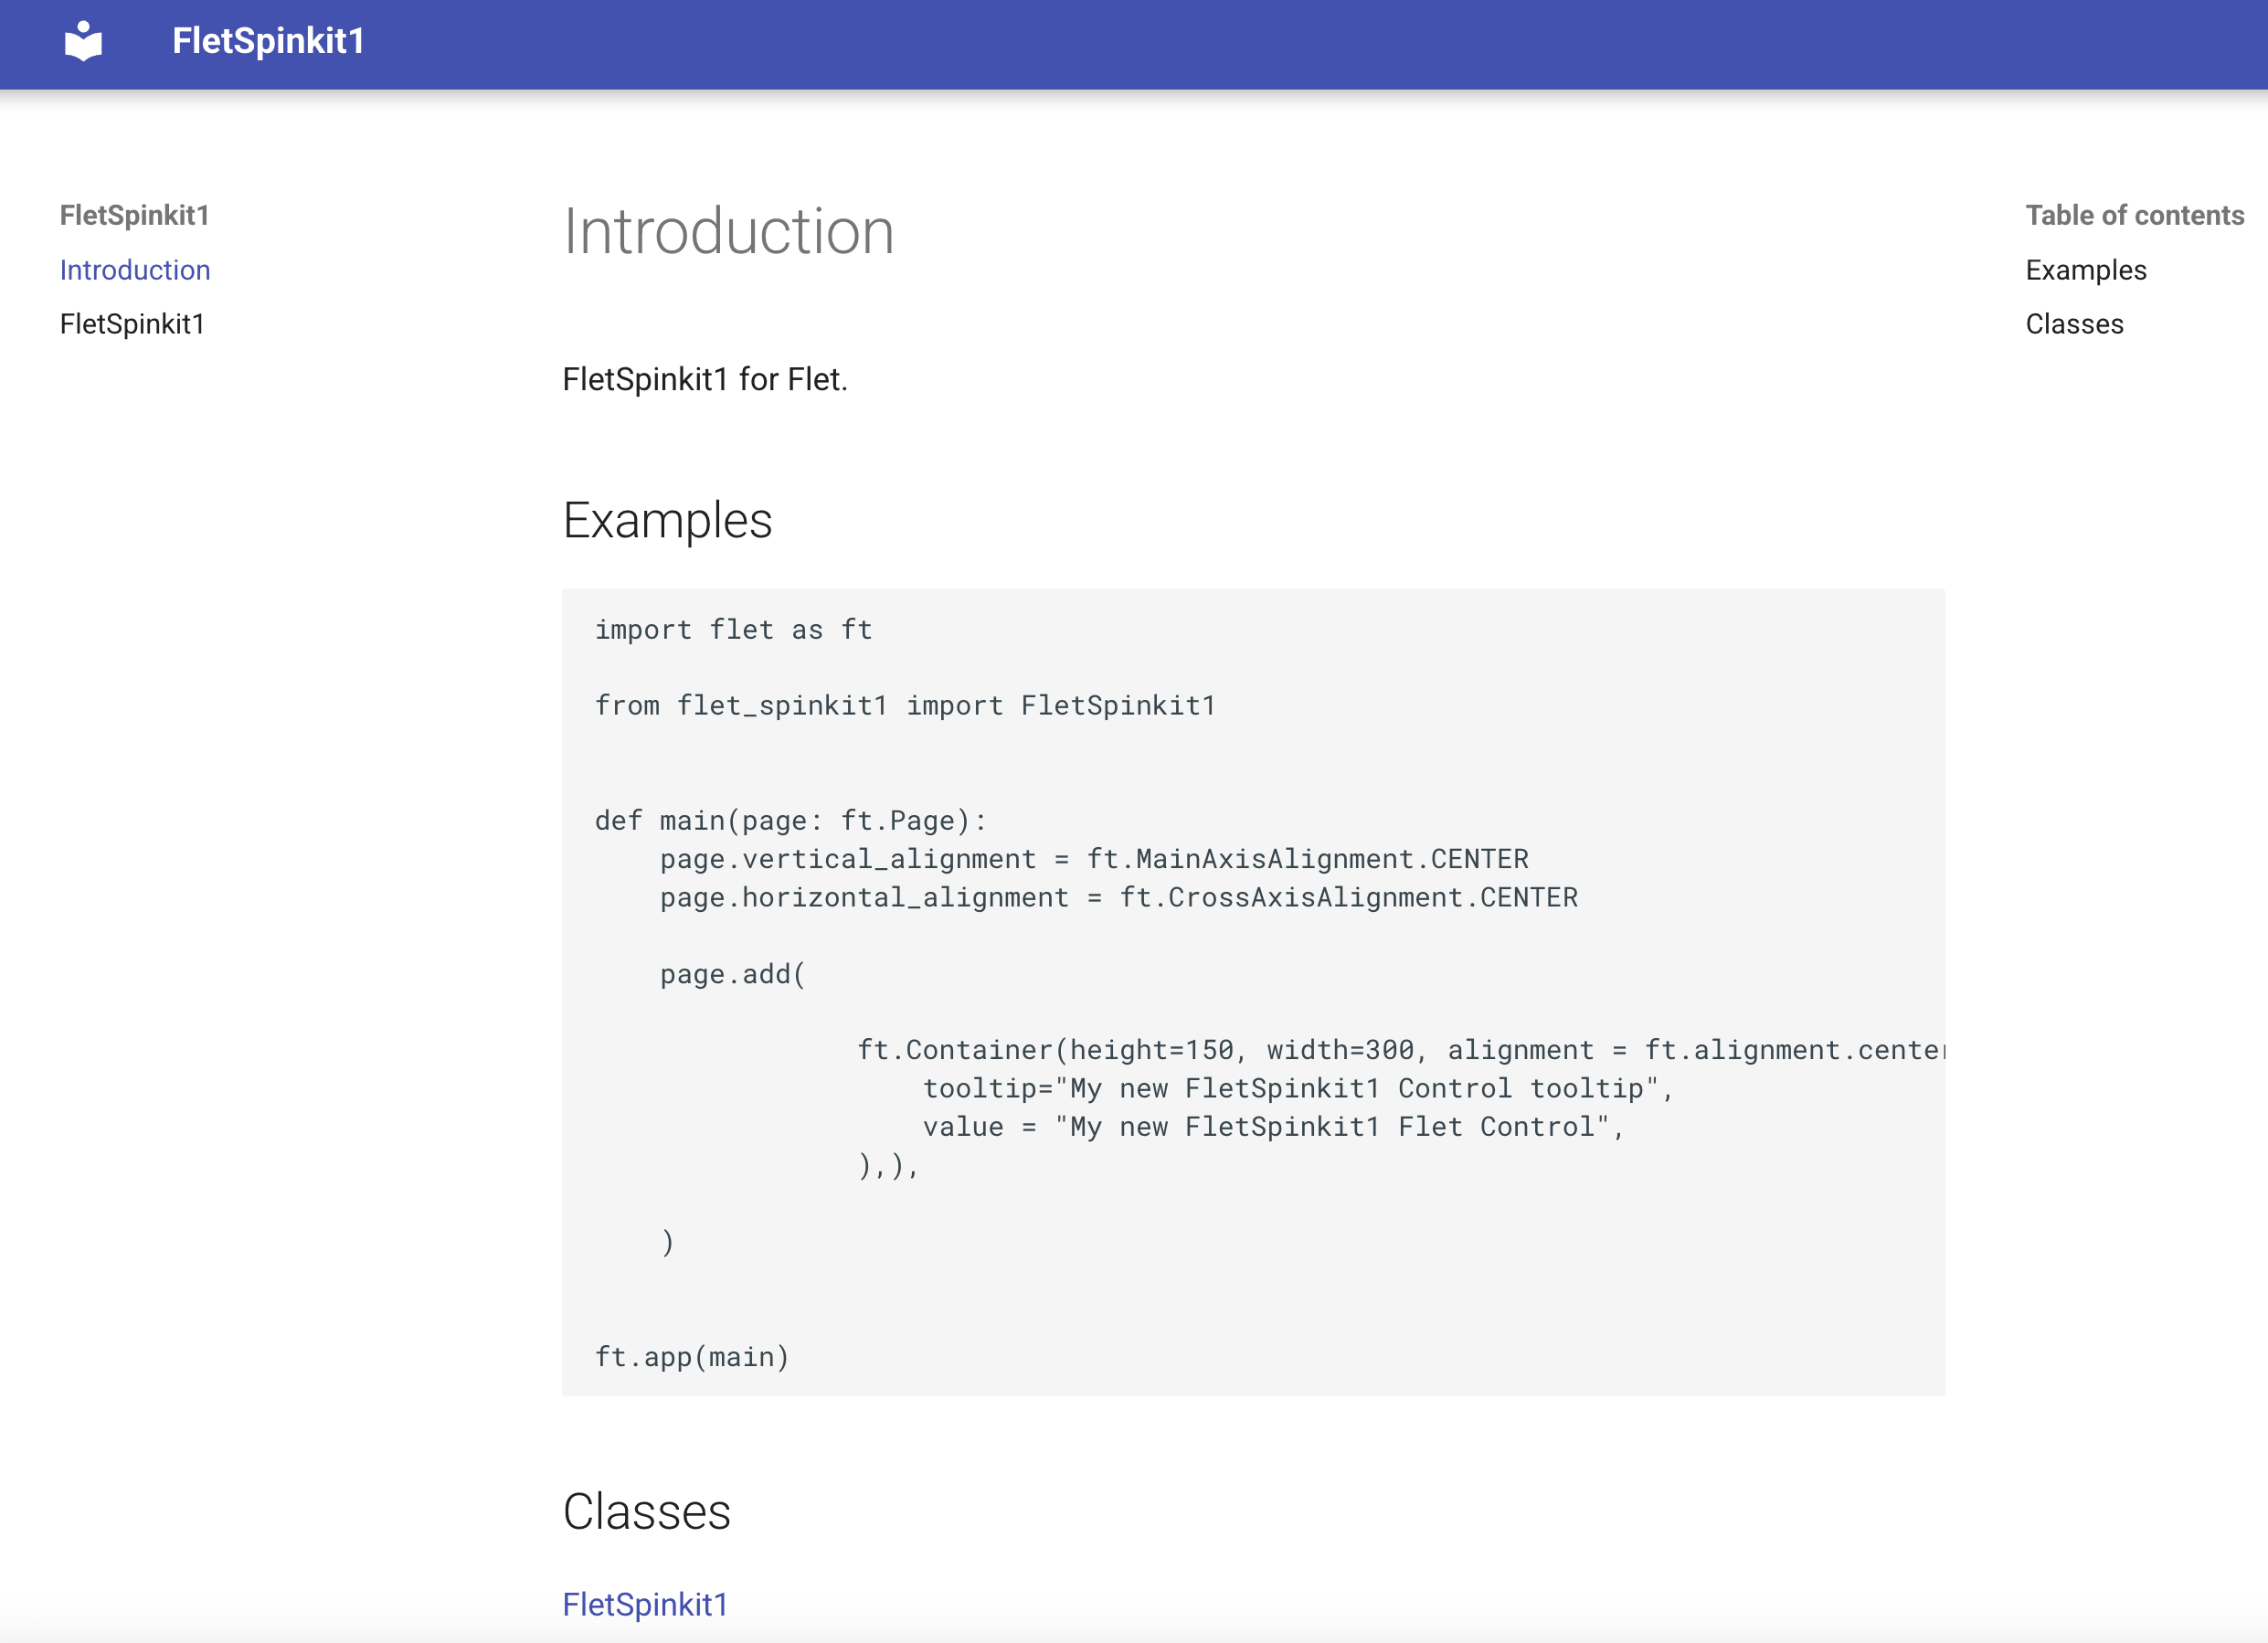 FletSpinkit1
FletSpinkit1
Introduction
FletSpinkit1
Introduction
FletSpinkit1 for Flet.
Examples
import flet as ft
from flet_spinkit1 import FletSpinkit1
def main(page: ft.Page):
page.vertical_alignment = ft.MainAxisAlignment.CENTER
page.horizontal_alignment = ft.CrossAxisAlignment.CENTER
page.add(
ft.Container(height=150, width=300, alignment = ft.alignment.center
tooltip="My new FletSpinkit1 Control tooltip",
value = "My new FletSpinkit1 Flet Control",
),),
)
ft.app(main)
Classes
FletSpinkit1
Table of contents
Examples
Classes